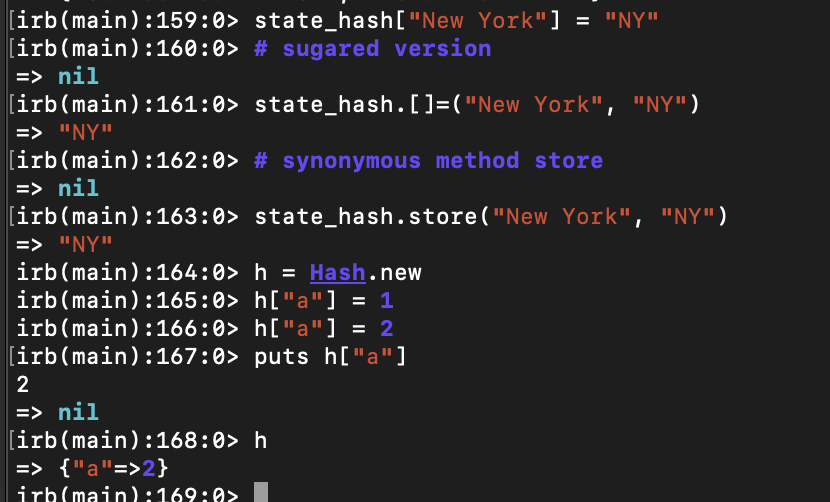 [irb(main):159:0> state_hash["New York"] = "NY"
[irb(main):160:0> # sugared version
=> nil
[irb(main):161:0> state_hash.[]=("New York", "NY")
=> "NY"
[irb(main):162:0> # synonymous method store
=> nil
[irb(main):163:0> state_hash.store("New York", "NY")
=> "NY"
irb(main):164:0> h = Hash.new
irb(main):165:0> h["a"] = 1
irb(main):166:0> h["a"] = 2
[irb(main):167:0> puts h["a"]
2
=> nil
[irb(main):168:0> h
=> {"a"=>2}
irb(main):169:0>